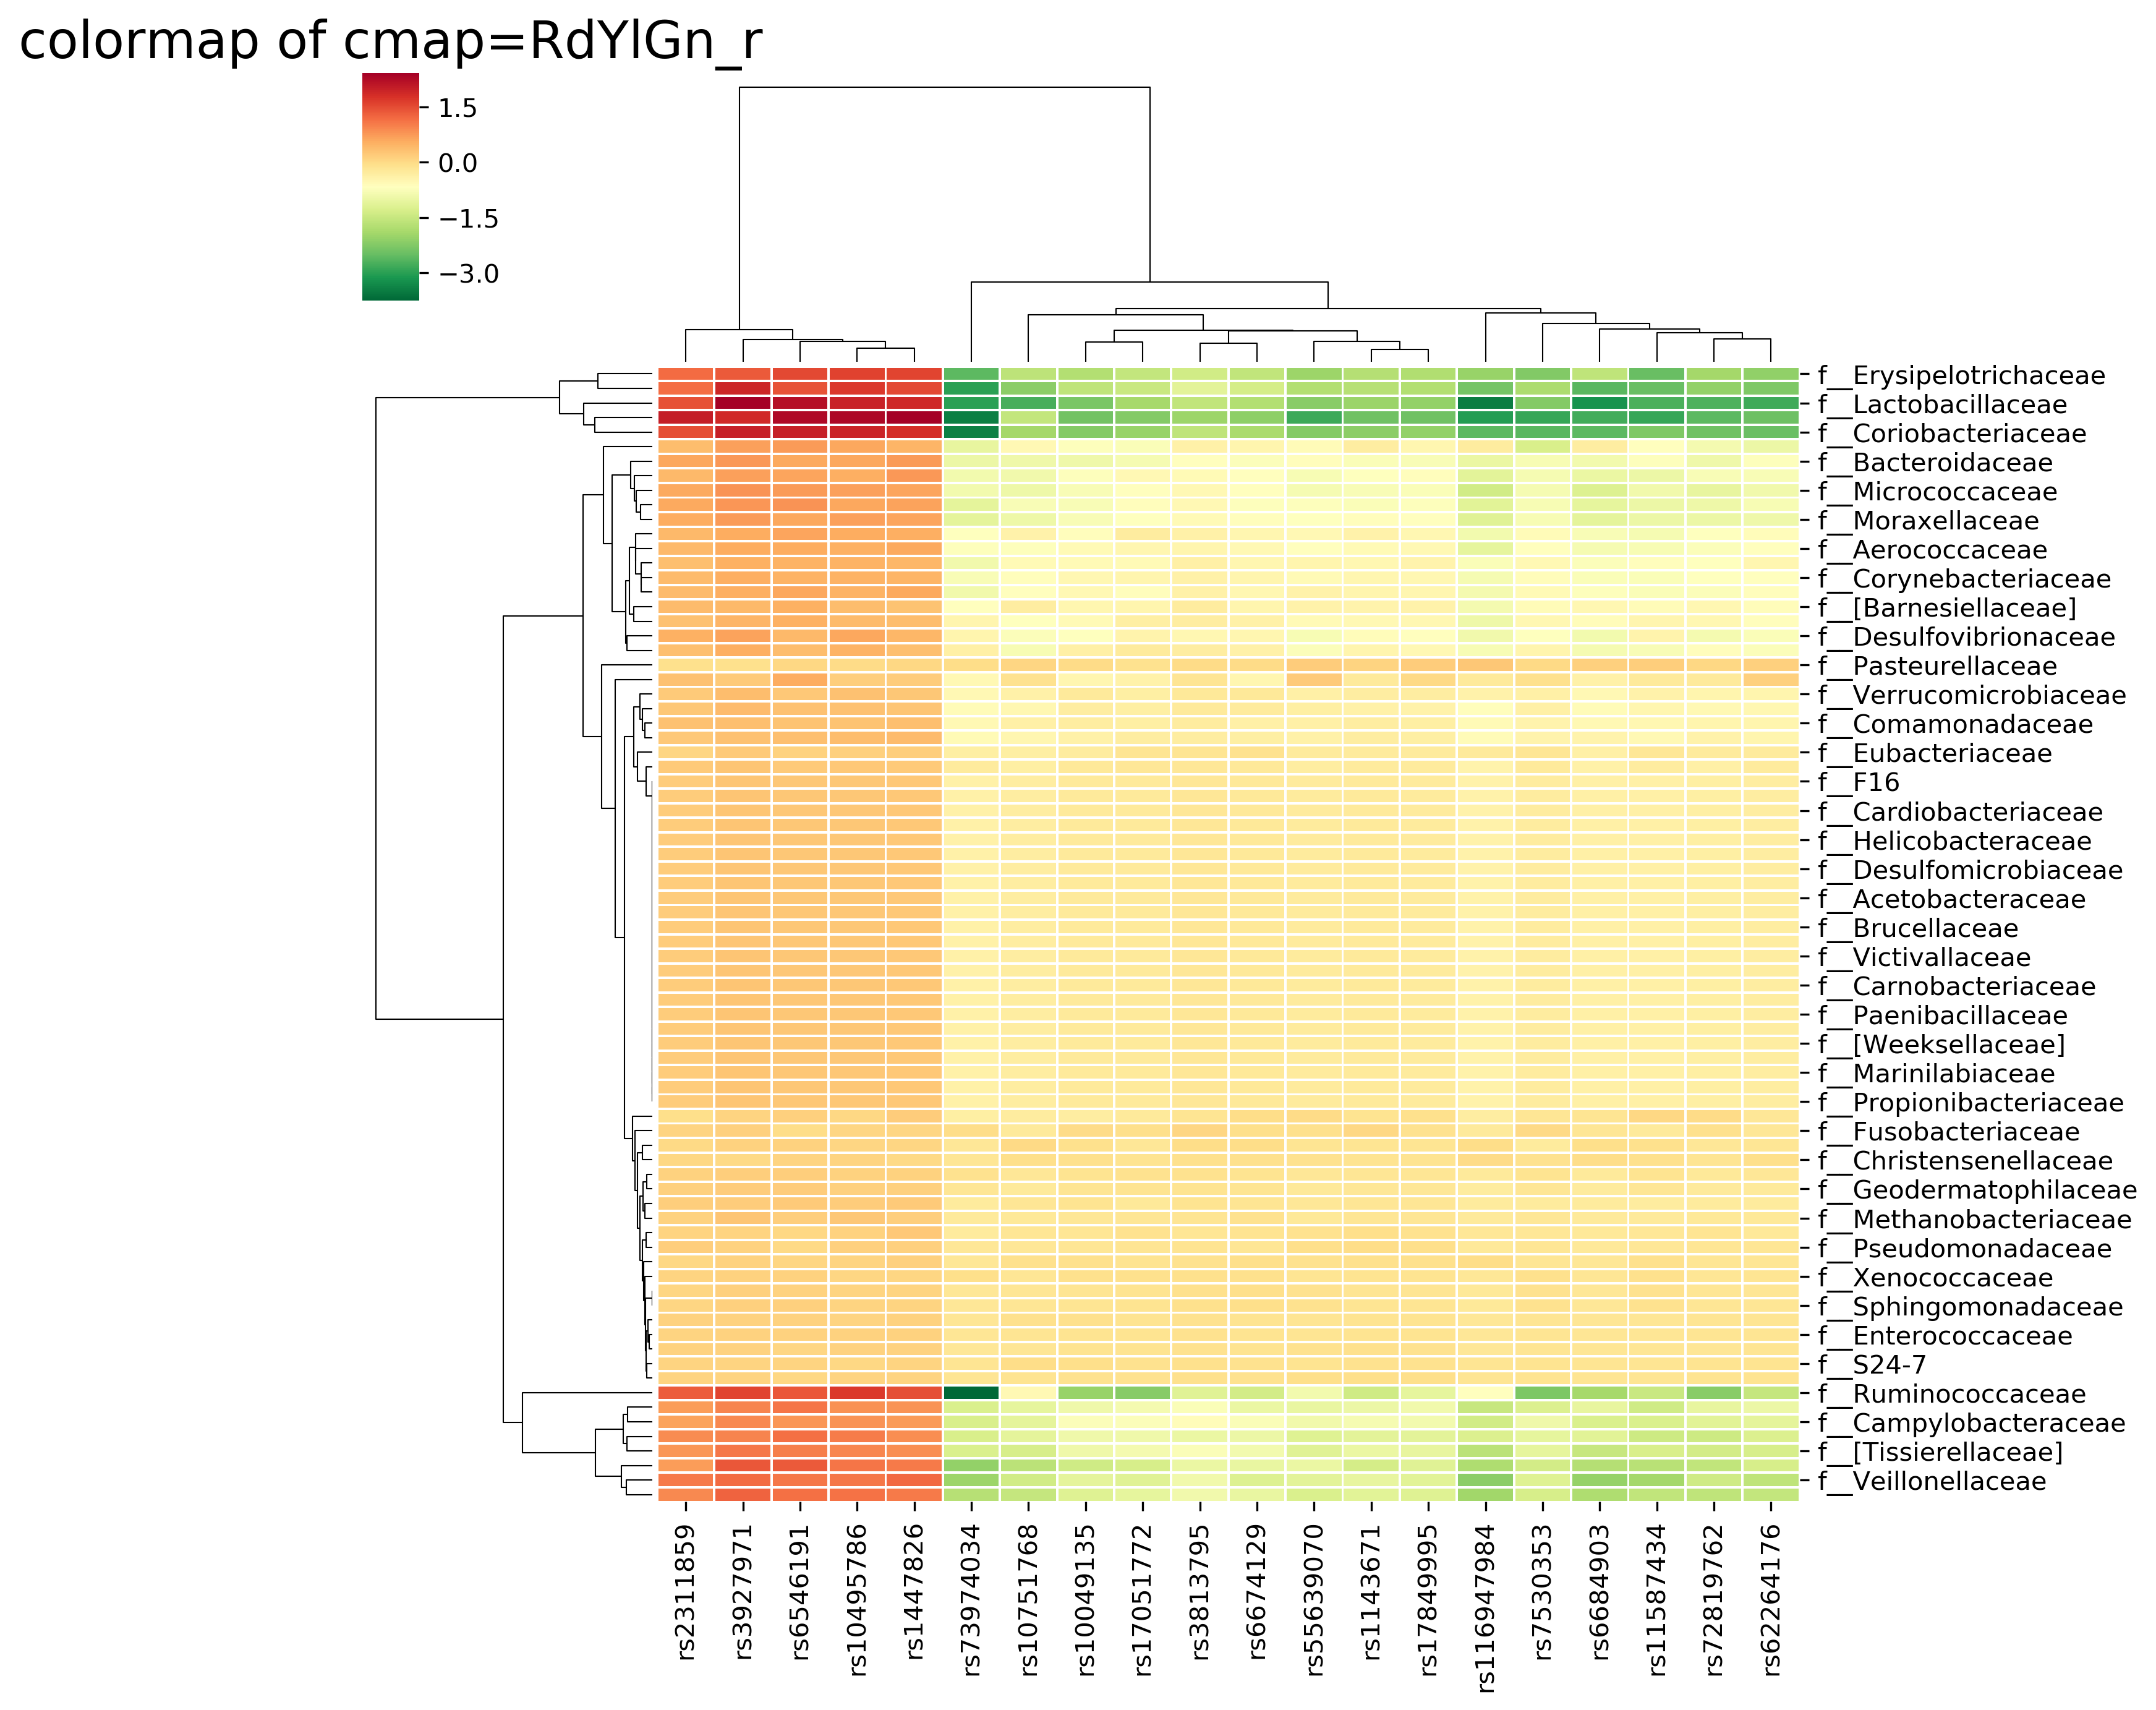 colormap of cmap=RdYlGn_r
1.5
0.0
−1.5
−3.0
f__Erysipelotrichaceae
f__Lactobacillaceae
f__Coriobacteriaceae
f__Bacteroidaceae
f__Micrococcaceae
f__Moraxellaceae
f__Aerococcaceae
f__Corynebacteriaceae
f__[Barnesiellaceae]
f__Desulfovibrionaceae
f__Pasteurellaceae
f__Verrucomicrobiaceae
f__Comamonadaceae
f__Eubacteriaceae
f__F16
f__Cardiobacteriaceae
f__Helicobacteraceae
f__Desulfomicrobiaceae
f__Acetobacteraceae
f__Brucellaceae
f__Victivallaceae
f__Carnobacteriaceae
f__Paenibacillaceae
f__[Weeksellaceae]
f__Marinilabiaceae
f__Propionibacteriaceae
f__Fusobacteriaceae
f__Christensenellaceae
f__Geodermatophilaceae
f__Methanobacteriaceae
f__Pseudomonadaceae
f__Xenococcaceae
f__Sphingomonadaceae
f__Enterococcaceae
f__S24-7
f__Ruminococcaceae
f__Campylobacteraceae
f__[Tissierellaceae]
f__Veillonellaceae
rs2311859
rs3927971
rs6546191
rs10495786
rs1447826
rs73974034
rs10751768
rs10049135
rs17051772
rs3813795
rs6674129
rs55639070
rs1143671
rs17849995
rs116947984
rs7530353
rs6684903
rs11587434
rs72819762
rs62264176